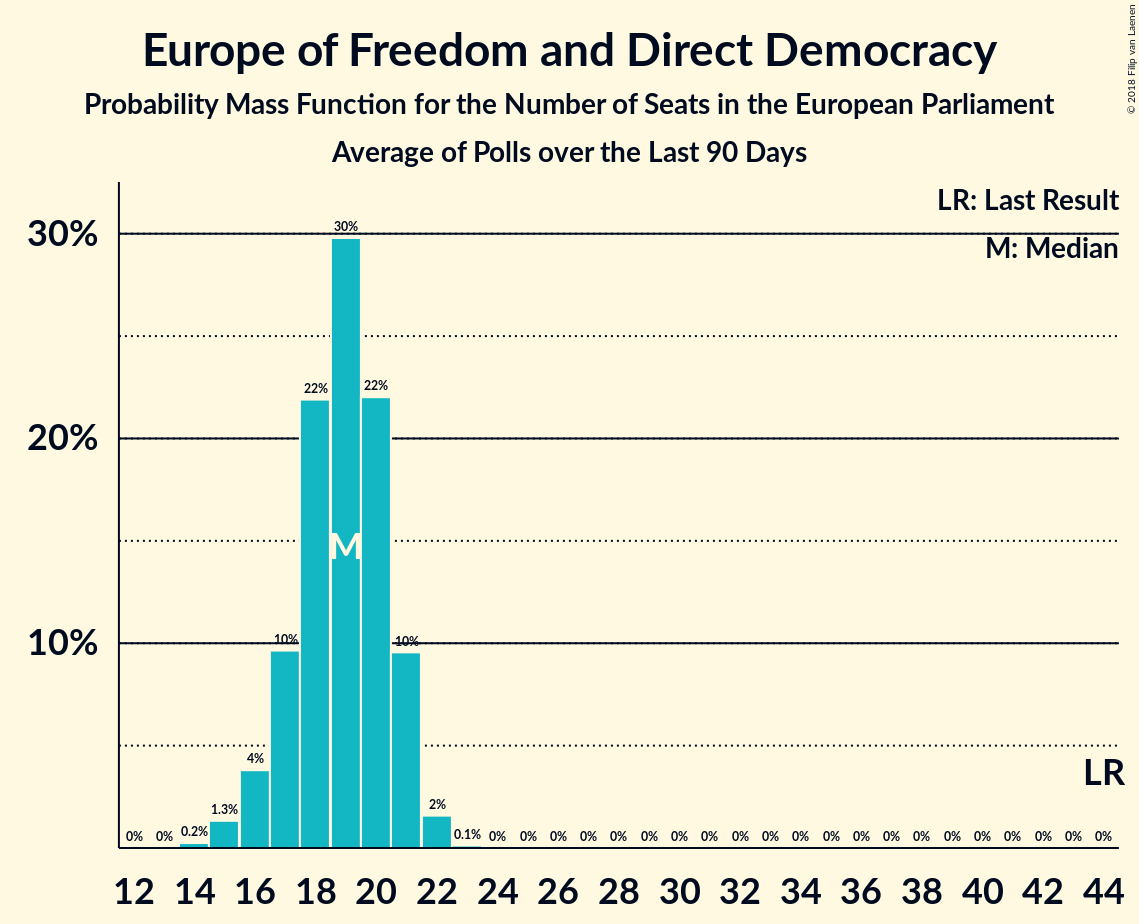 Europe of Freedom and Direct Democracy
Probability Mass Function for the Number of Seats in the European Parliament
Average of Polls over the Last 90 Days
© 2018 Filip van Laenen
LR: Last Result
M: Median
30%
20%
10%
0% 0% 0.2% 1.3% 4% 10% 22% 30% 22% 10% 2% 0.1% 0% 0% 0% 0% 0% 0% 0% 0% 0% 0% 0% 0% 0% 0% 0% 0% 0% 0% 0% 0% 0%
M
LR
12 14 16 18 20 22 24 26 28 30 32 34 36 38 40 42 44